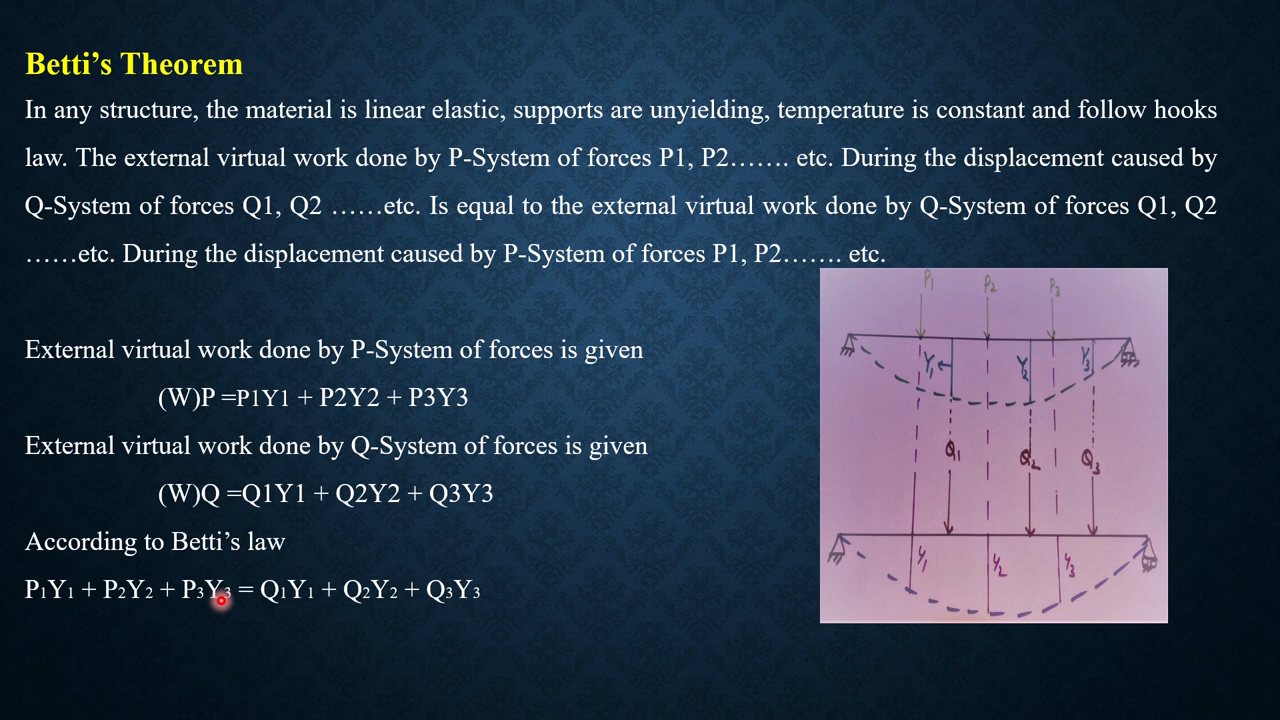 Betti’s Theorem
In any structure, the material is linear elastic, supports are unyielding, temperature is constant and follow hooks
law. The external virtual work done by P-System of forces P1, P2……. etc. During the displacement caused by
Q-System of forces Q1, Q2 ……etc. Is equal to the external virtual work done by Q-System of forces Q1, Q2
……etc. During the displacement caused by P-System of forces P1, P2……. etc.
External virtual work done by P-System of forces is given
(W)P =P1Y1 + P2Y2 + P3Y3
External virtual work done by Q-System of forces is given
(W)Q =Q1Y1 + Q2Y2 + Q3Y3
According to Betti’s law
P1Y1 + P2Y2 + P3Y3 = Q1Y1 + Q2Y2 + Q3Y3
P1 P2 P3
Y1 Y2 Y3
Q1 Q2 Q3
y1 y2 y3